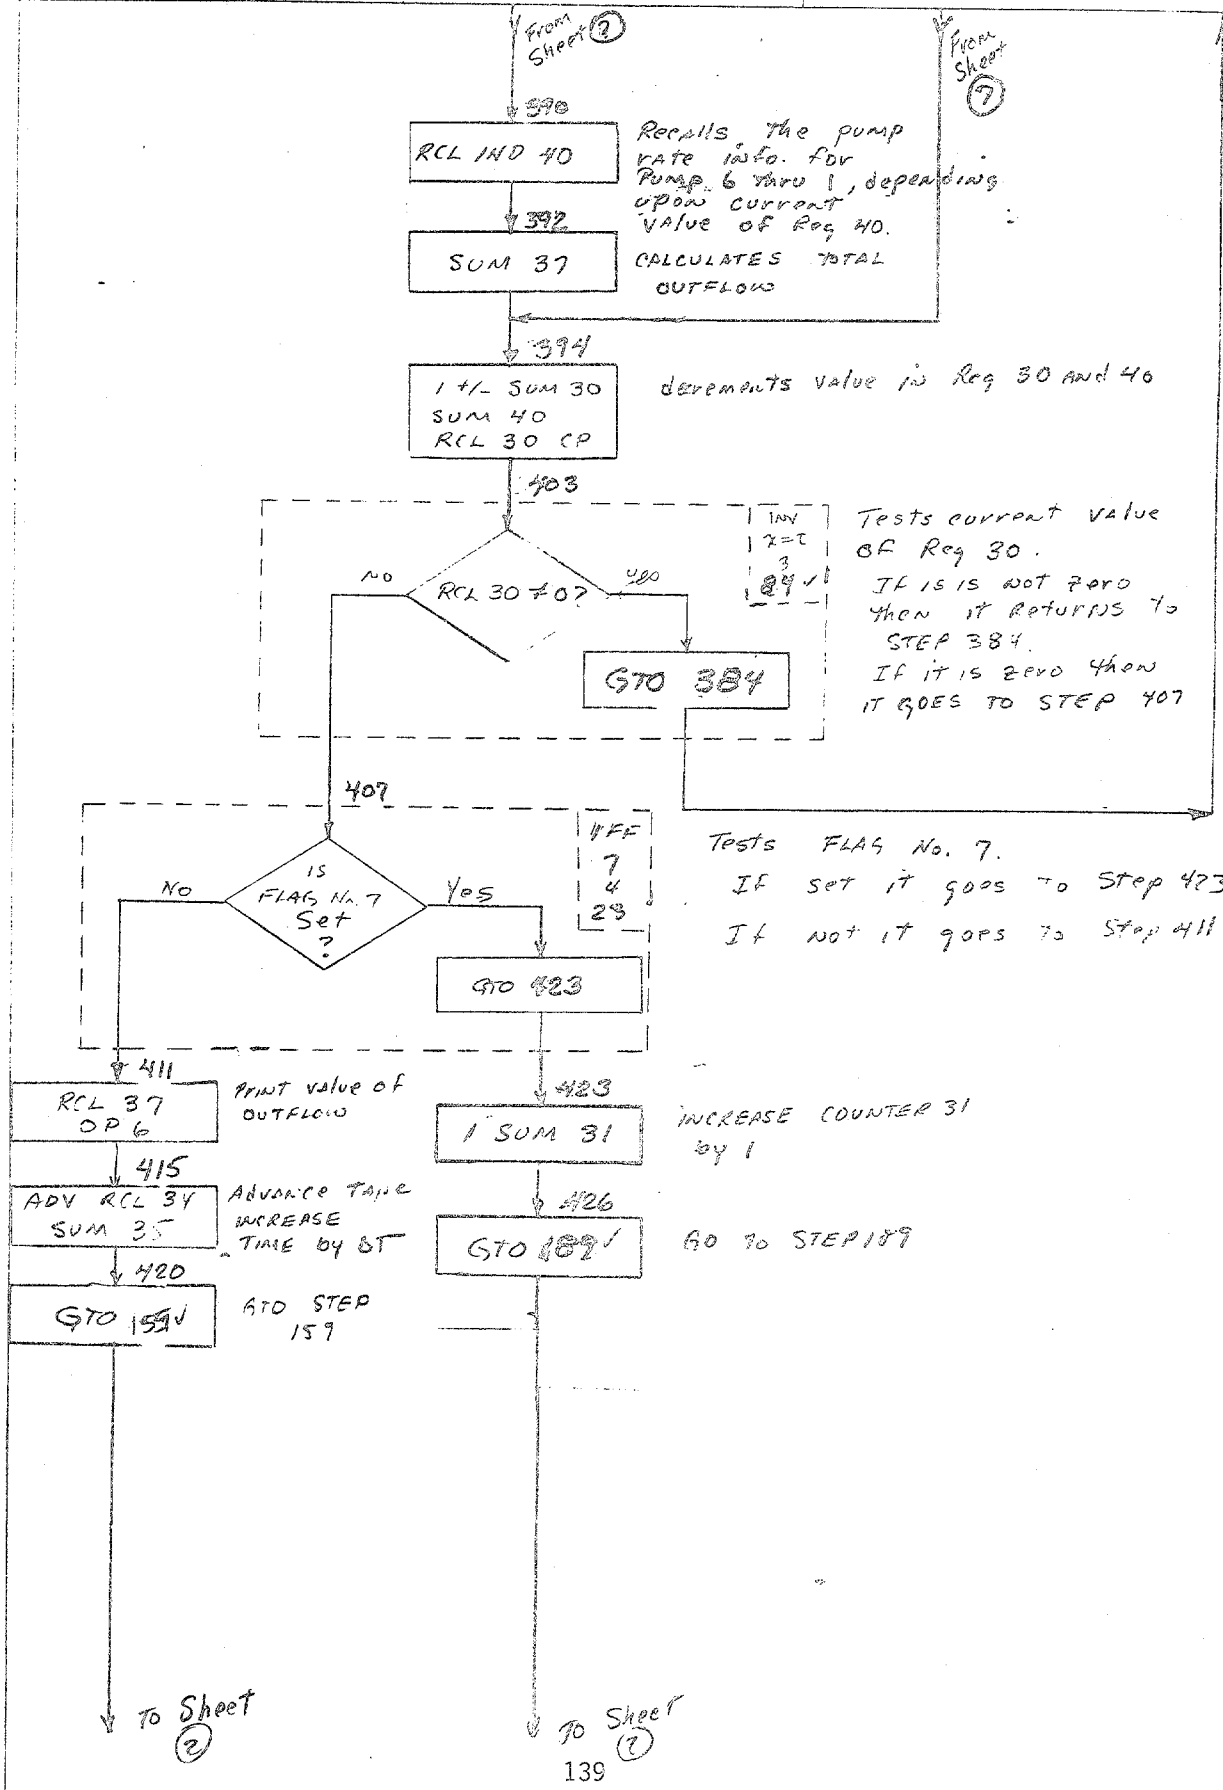 From
Sheet 7
From
Sheet
7
390
RCL IND 40
Recalls the pump
rate info. for
Pump 6 thru 1, depending
upon current
value of Reg 40.
392
SUM 37
CALCULATES TOTAL
OUTFLOW
394
1 +/- SUM 30
SUM 40
RCL 30 CP
derements value in Reg 30 and 40
403
INV
x=t
3
84 ✓
RCL 30 ≠ 0?
No
yes
GTO 384
Tests current value
of Reg 30.
If is is not zero
then it Returns to
STEP 384.
If it is zero then
it GOES TO STEP 407
407
IFF
7
4
23
IS
FLAG No. 7
Set
?
No
Yes
GTO 423
Tests FLAG No. 7.
If set it goes to Step 423
If not it goes to Step 411
411
RCL 37
OP 6
Print value of
OUTFLOW
423
1 SUM 31
INCREASE COUNTER 31
by 1
415
ADV RCL 34
SUM 35
Advance Tape
INCREASE
TIME by DT
426
GTO 189 ✓
GO TO STEP 189
420
GTO 159 ✓
GTO STEP
159
To Sheet
2
To Sheet
139